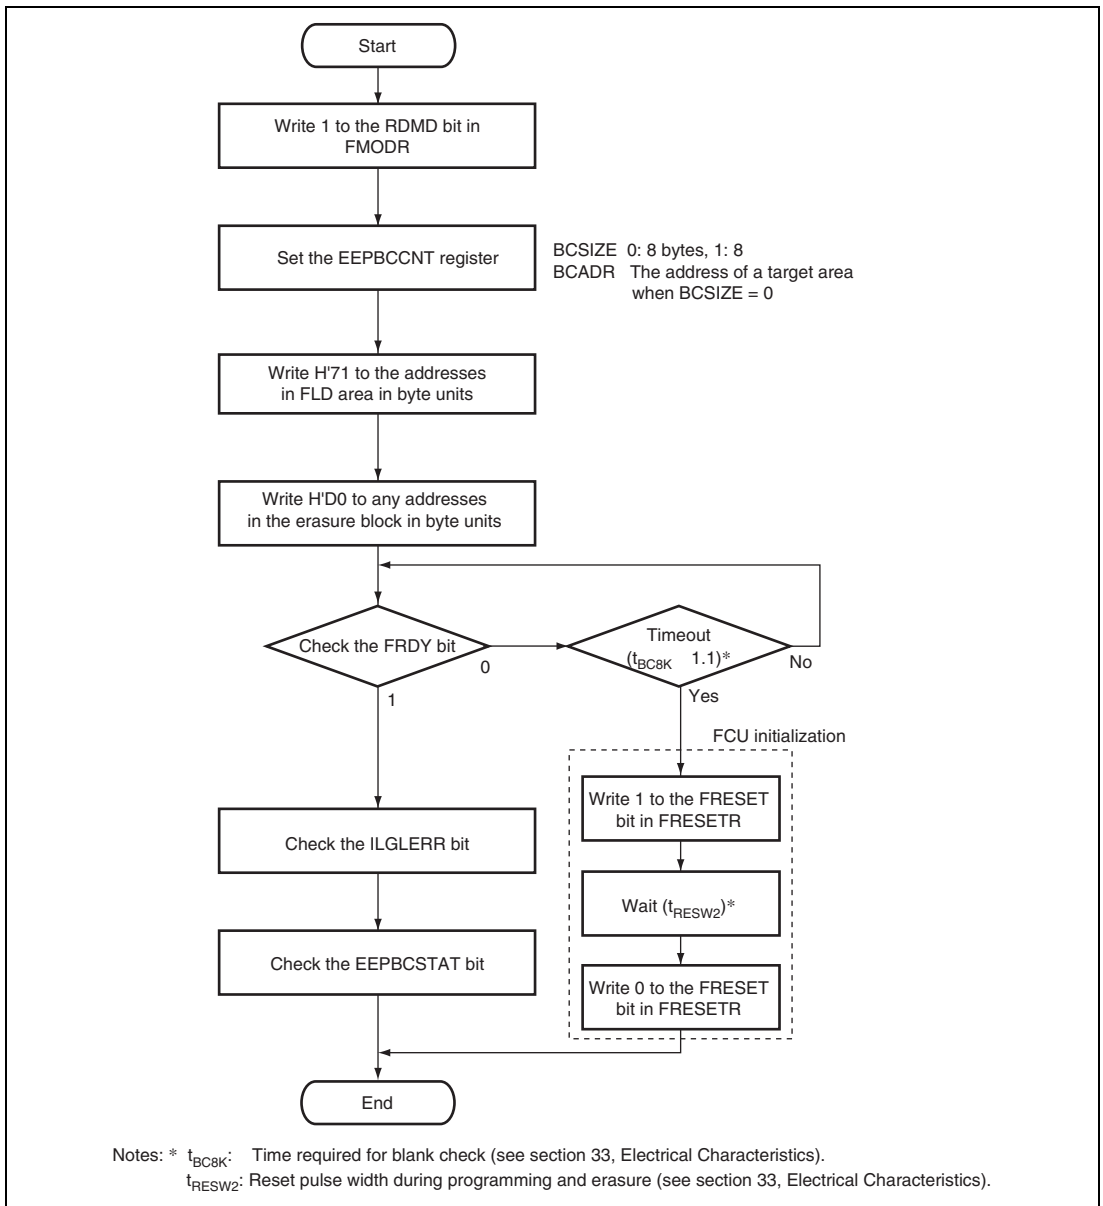 Start
Write 1 to the RDMD bit in
FMODR
Set the EEPBCCNT register
BCSIZE 0: 8 bytes, 1: 8
BCADR The address of a target area
when BCSIZE = 0
Write H'71 to the addresses
in FLD area in byte units
Write H'D0 to any addresses
in the erasure block in byte units
Check the FRDY bit
0
1
Timeout
(tBC8K 1.1)*
No
Yes
FCU initialization
Write 1 to the FRESET
bit in FRESETR
Wait (tRESW2)*
Write 0 to the FRESET
bit in FRESETR
Check the ILGLERR bit
Check the EEPBCSTAT bit
End
Notes: * tBC8K: Time required for blank check (see section 33, Electrical Characteristics).
tRESW2: Reset pulse width during programming and erasure (see section 33, Electrical Characteristics).